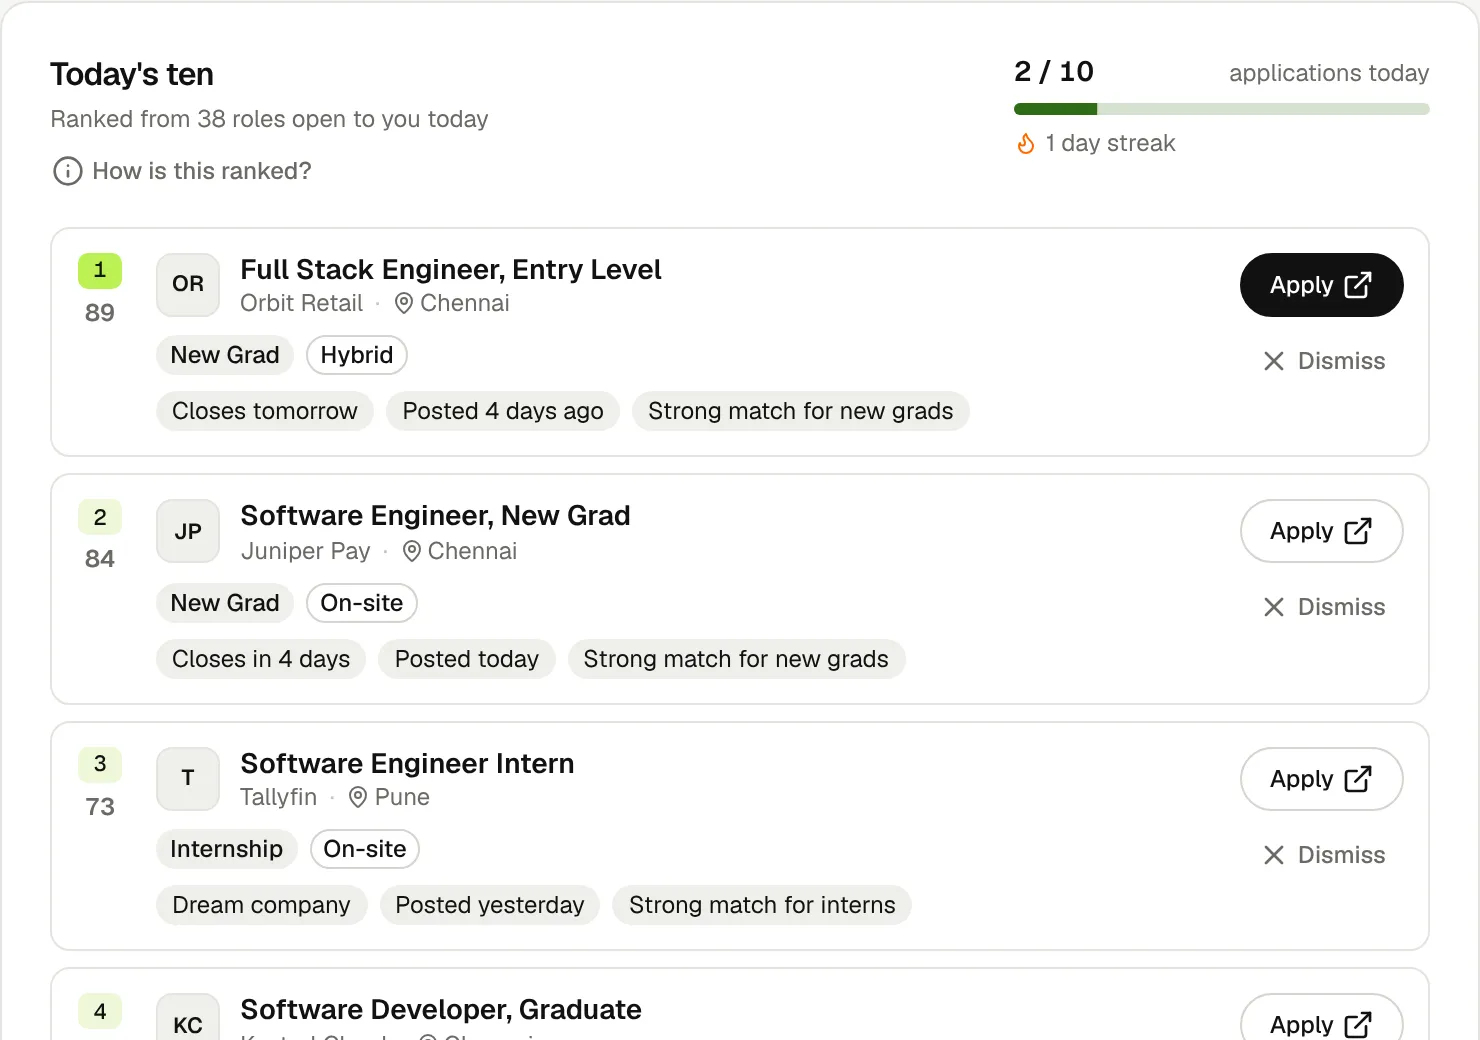 Today's ten
Ranked from 38 roles open to you today
How is this ranked?
2 / 10 applications today
1 day streak
1
89
OR
Full Stack Engineer, Entry Level
Orbit Retail · Chennai
New Grad Hybrid
Closes tomorrow Posted 4 days ago Strong match for new grads
Apply
Dismiss
2
84
JP
Software Engineer, New Grad
Juniper Pay · Chennai
New Grad On-site
Closes in 4 days Posted today Strong match for new grads
Apply
Dismiss
3
73
T
Software Engineer Intern
Tallyfin · Pune
Internship On-site
Dream company Posted yesterday Strong match for interns
Apply
Dismiss
4
KC
Software Developer, Graduate
Apply